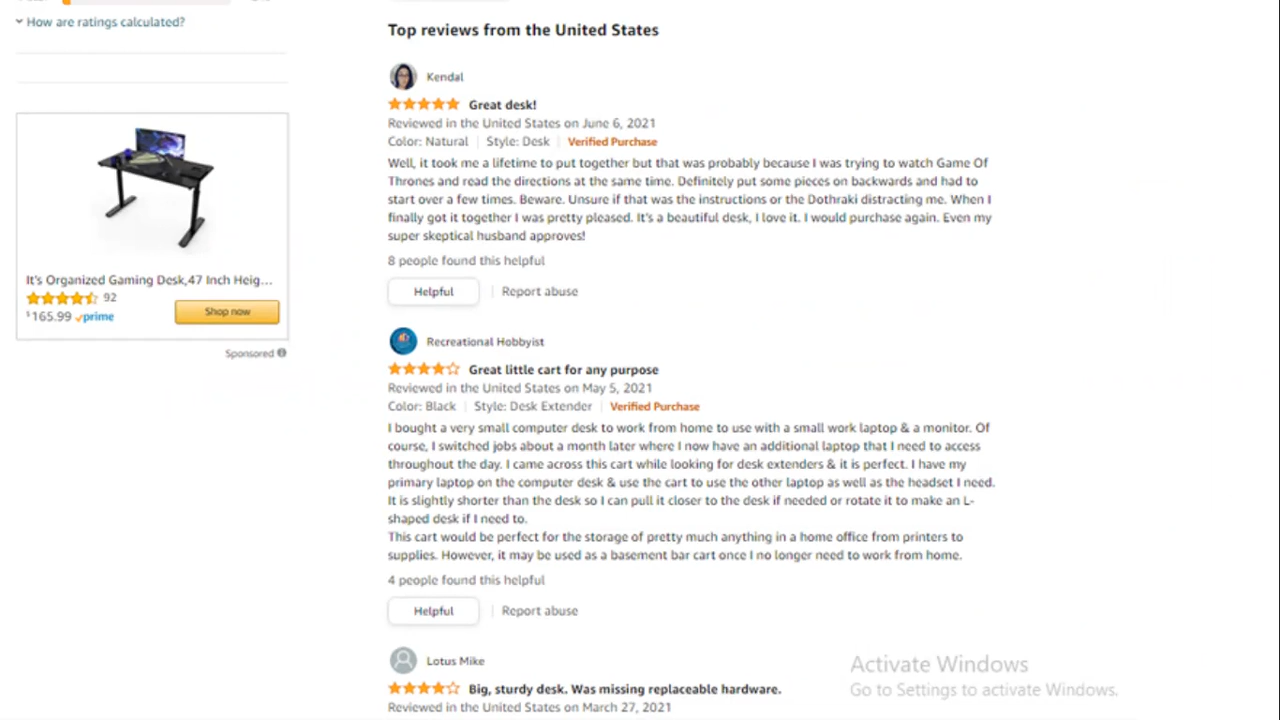 How are ratings calculated?
Top reviews from the United States
Kendal
Great desk!
Reviewed in the United States on June 6, 2021
Color: Natural | Style: Desk | Verified Purchase
Well, it took me a lifetime to put together but that was probably because I was trying to watch Game Of
Thrones and read the directions at the same time. Definitely put some pieces on backwards and had to
start over a few times. Beware. Unsure if that was the instructions or the Dothraki distracting me. When I
finally got it together I was pretty pleased. It's a beautiful desk, I love it. I would purchase again. Even my
super skeptical husband approves!
8 people found this helpful
Helpful | Report abuse
It's Organized Gaming Desk,47 Inch Heig...
92
$165.99 prime
Shop now
Sponsored
Recreational Hobbyist
Great little cart for any purpose
Reviewed in the United States on May 5, 2021
Color: Black | Style: Desk Extender | Verified Purchase
I bought a very small computer desk to work from home to use with a small work laptop & a monitor. Of
course, I switched jobs about a month later where I now have an additional laptop that I need to access
throughout the day. I came across this cart while looking for desk extenders & it is perfect. I have my
primary laptop on the computer desk & use the cart to use the other laptop as well as the headset I need.
It is slightly shorter than the desk so I can pull it closer to the desk if needed or rotate it to make an L-
shaped desk if I need to.
This cart would be perfect for the storage of pretty much anything in a home office from printers to
supplies. However, it may be used as a basement bar cart once I no longer need to work from home.
4 people found this helpful
Helpful | Report abuse
Lotus Mike
Big, sturdy desk. Was missing replaceable hardware.
Reviewed in the United States on March 27, 2021
Activate Windows
Go to Settings to activate Windows.